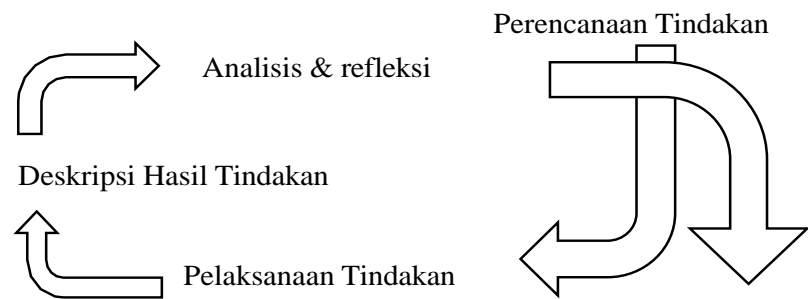 Perencanaan Tindakan
Analisis & refleksi
Deskripsi Hasil Tindakan
Pelaksanaan Tindakan